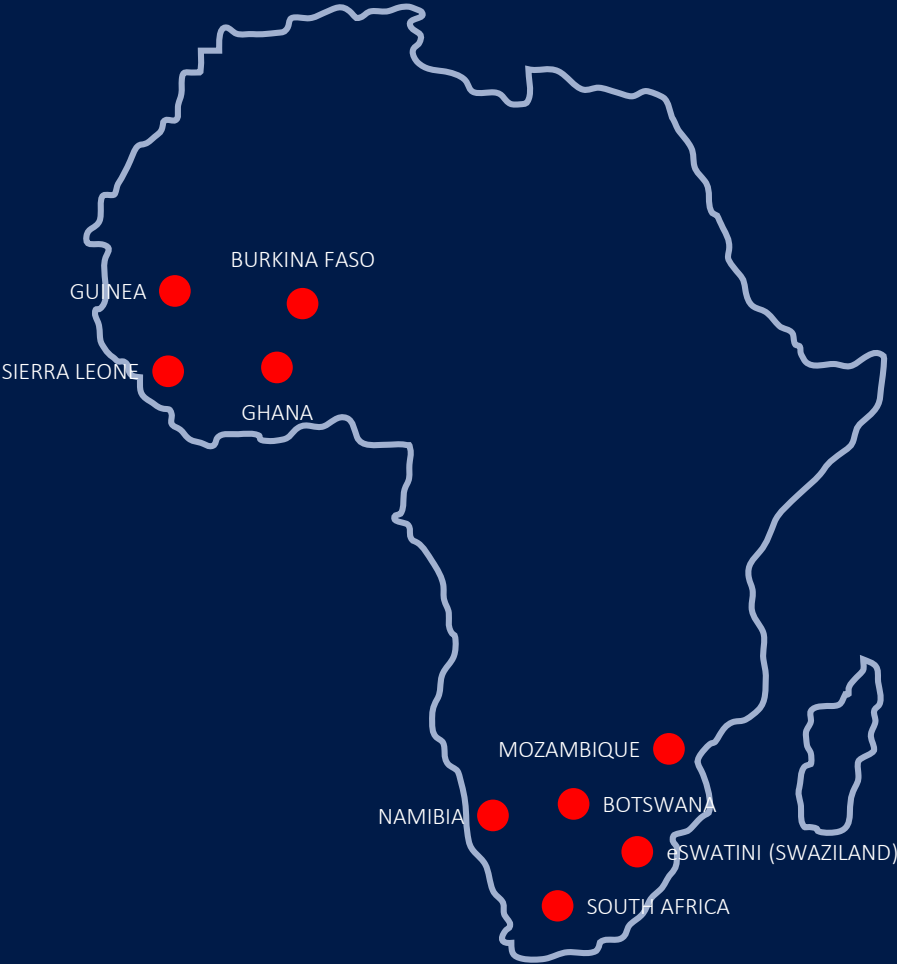 BURKINA FASO
GUINEA
SIERRA LEONE
GHANA
MOZAMBIQUE
BOTSWANA
NAMIBIA
eSWATINI (SWAZILAND)
SOUTH AFRICA